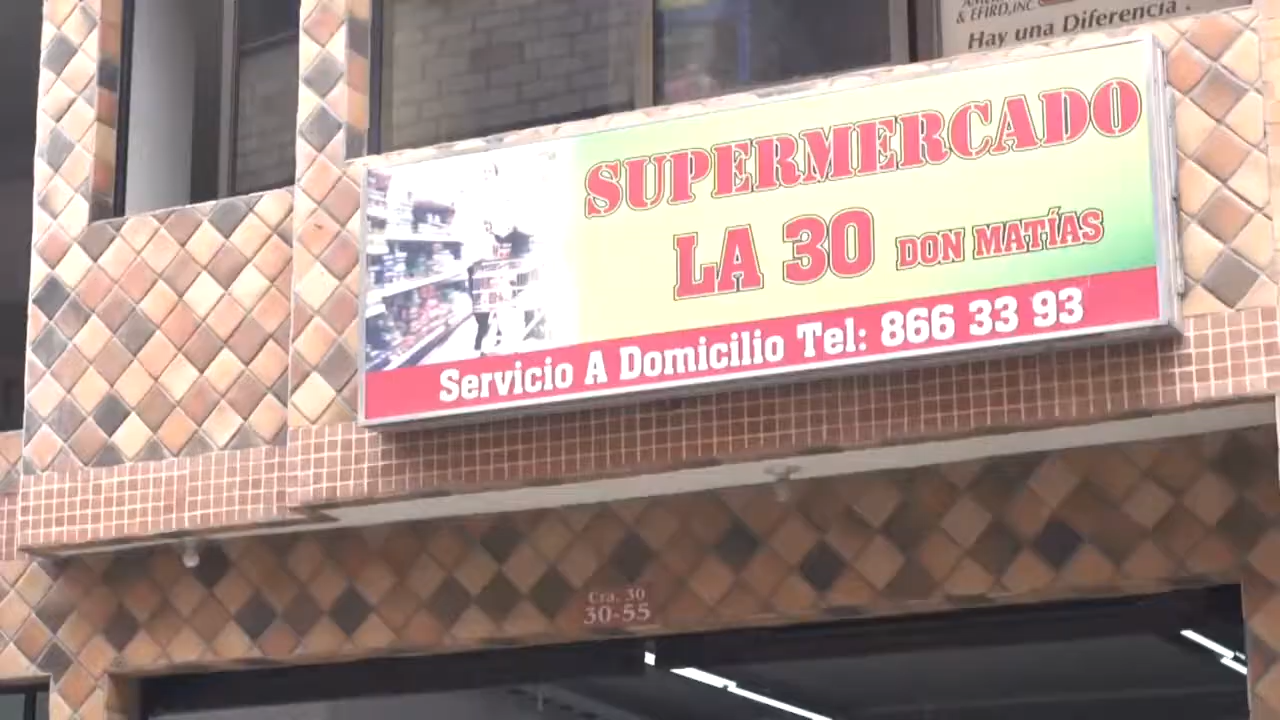 & EFIRD, INC
Hay una Diferencia .
SUPERMERCADO
LA 30 DON MATÍAS
Servicio A Domicilio Tel: 866 33 93
Cra. 30
30-55